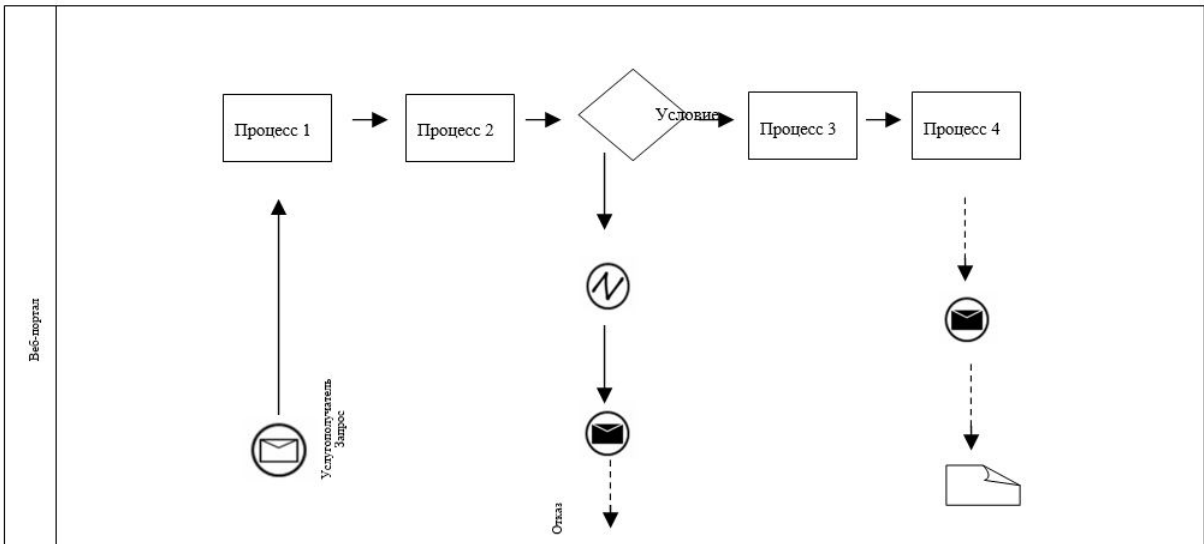 Веб-портал
Процесс 1
Процесс 2
Условие
Процесс 3
Процесс 4
Услугополучатель
Запрос
Отказ